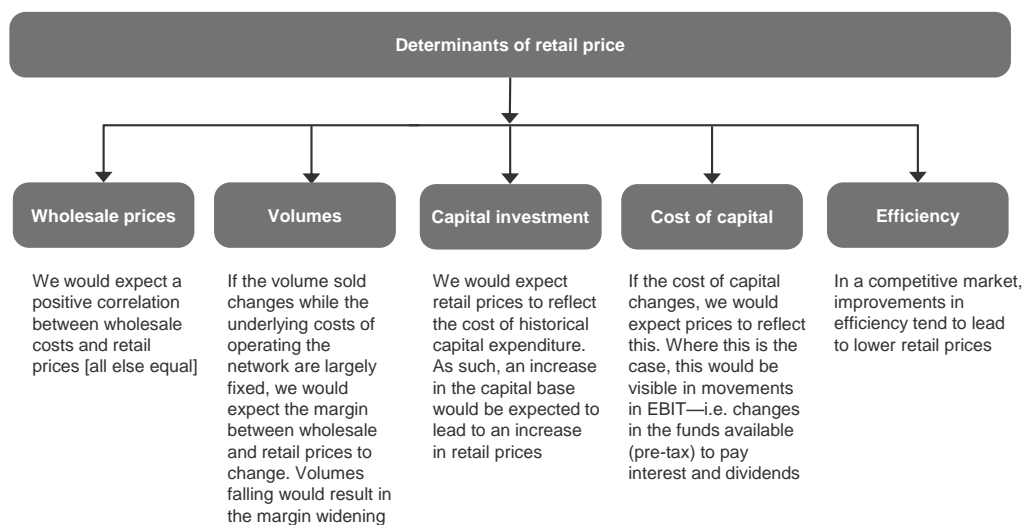 Determinants of retail price
Wholesale prices
Volumes
Capital investment
Cost of capital
Efficiency
We would expect a
positive correlation
between wholesale
costs and retail
prices [all else equal]
If the volume sold
changes while the
underlying costs of
operating the
network are largely
fixed, we would
expect the margin
between wholesale
and retail prices to
change. Volumes
falling would result in
the margin widening
We would expect
retail prices to reflect
the cost of historical
capital expenditure.
As such, an increase
in the capital base
would be expected to
lead to an increase
in retail prices
If the cost of capital
changes, we would
expect prices to reflect
this. Where this is the
case, this would be
visible in movements
in EBIT—i.e. changes
in the funds available
(pre-tax) to pay
interest and dividends
In a competitive market,
improvements in
efficiency tend to lead
to lower retail prices